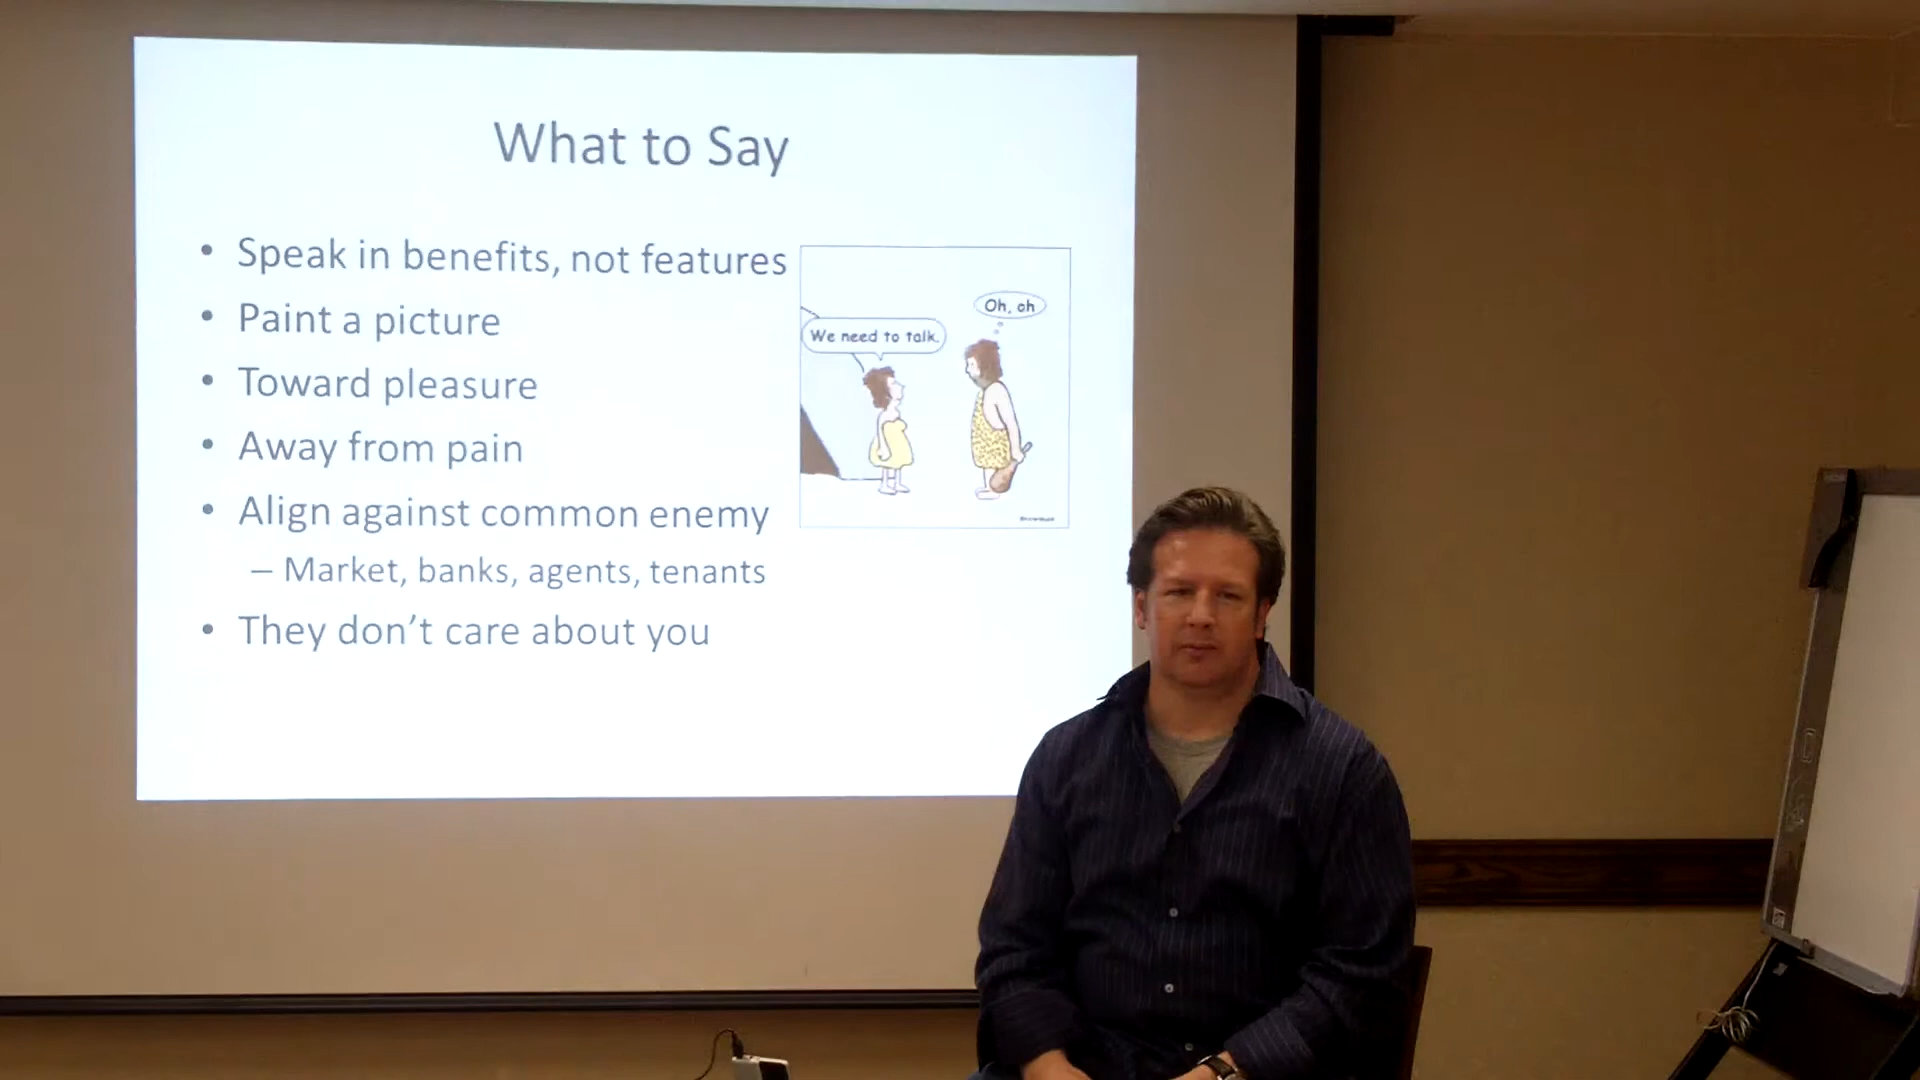 What to Say
• Speak in benefits, not features
• Paint a picture
• Toward pleasure
• Away from pain
• Align against common enemy
– Market, banks, agents, tenants
• They don't care about you
We need to talk.
Oh, oh